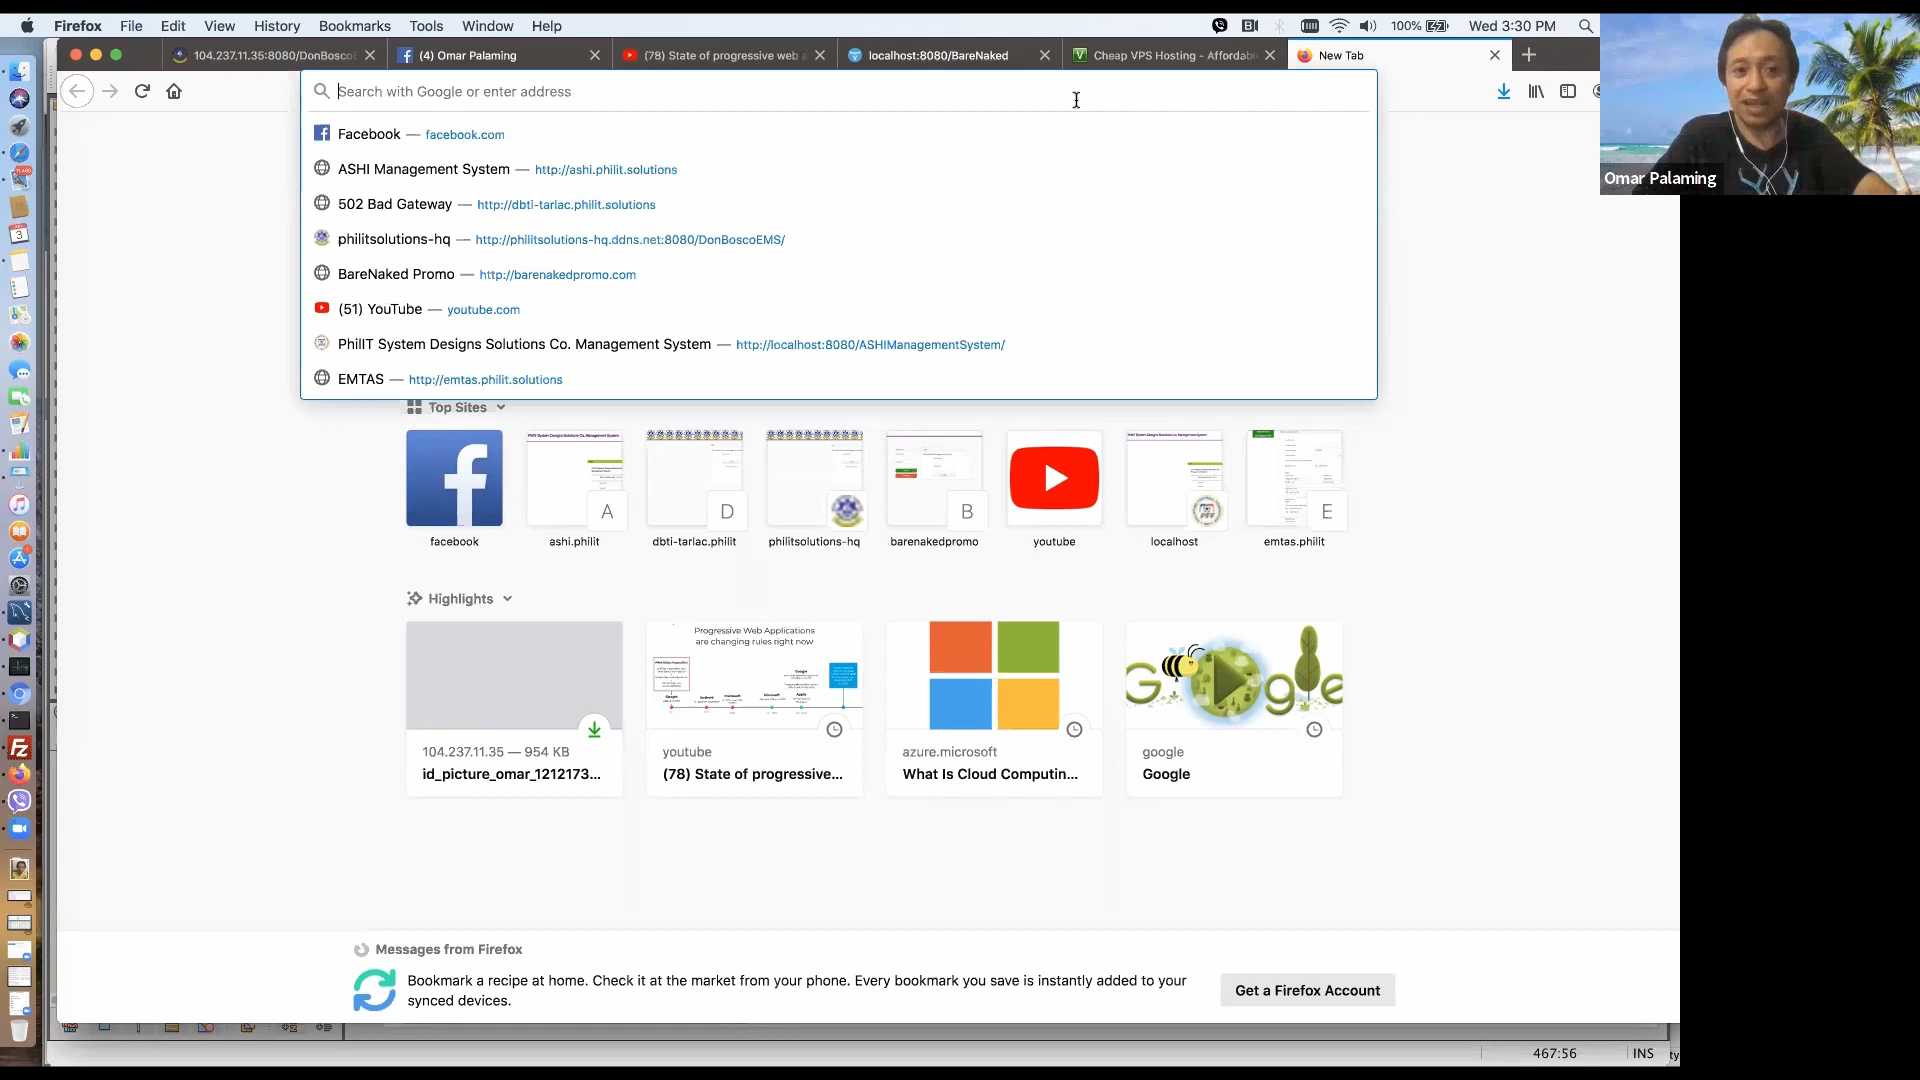 Firefox File Edit View History Bookmarks Tools Window Help
100% Wed 3:30 PM
104.237.11.35:8080/DonBoscoE
(4) Omar Palaming
(78) State of progressive web a
localhost:8080/BareNaked
Cheap VPS Hosting - Affordab
New Tab
Search with Google or enter address
Facebook — facebook.com
ASHI Management System — http://ashi.philit.solutions
502 Bad Gateway — http://dbti-tarlac.philit.solutions
philitsolutions-hq — http://philitsolutions-hq.ddns.net:8080/DonBoscoEMS/
BareNaked Promo — http://barenakedpromo.com
(51) YouTube — youtube.com
PhilIT System Designs Solutions Co. Management System — http://localhost:8080/ASHIManagementSystem/
EMTAS — http://emtas.philit.solutions
Omar Palaming
Top Sites
A
D
B
E
facebook
ashi.philit
dbti-tarlac.philit
philitsolutions-hq
barenakedpromo
youtube
localhost
emtas.philit
Highlights
Progressive Web Applications
are changing rules right now
104.237.11.35 — 954 KB
id_picture_omar_1212173...
youtube
(78) State of progressive...
azure.microsoft
What Is Cloud Computin...
google
Google
Messages from Firefox
Bookmark a recipe at home. Check it at the market from your phone. Every bookmark you save is instantly added to your
synced devices.
Get a Firefox Account
467:56
INS